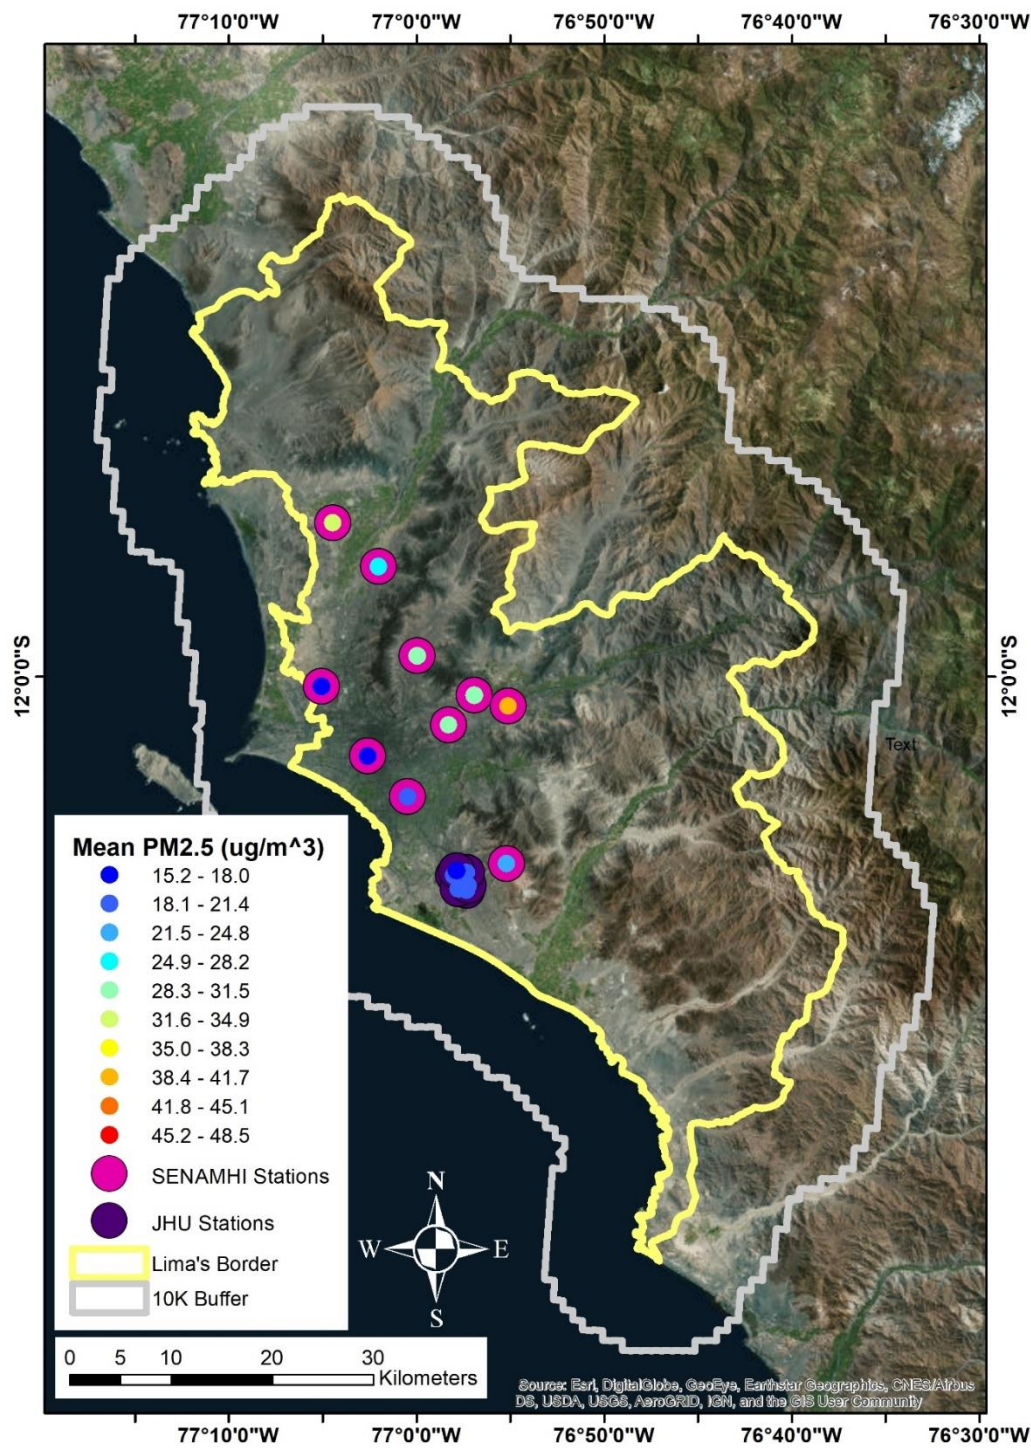 77°10'0"W 77°00'0"W 76°50'0"W 76°40'0"W 76°30'0"W
12°0'0"S
12°0'0"S
Text
Mean PM2.5 (ug/m^3)
15.2 - 18.0
18.1 - 21.4
21.5 - 24.8
24.9 - 28.2
28.3 - 31.5
31.6 - 34.9
35.0 - 38.3
38.4 - 41.7
41.8 - 45.1
45.2 - 48.5
SENAMHI Stations
JHU Stations
Lima's Border
10K Buffer
N
W E
S
0 5 10 20 30
Kilometers
Source: Esri, DigitalGlobe, GeoEye, Earthstar Geographics, CNES/Airbus
DS, USDA, USGS, AeroGRID, IGN, and the GIS User Community
77°10'0"W 77°00'0"W 76°50'0"W 76°40'0"W 76°30'0"W